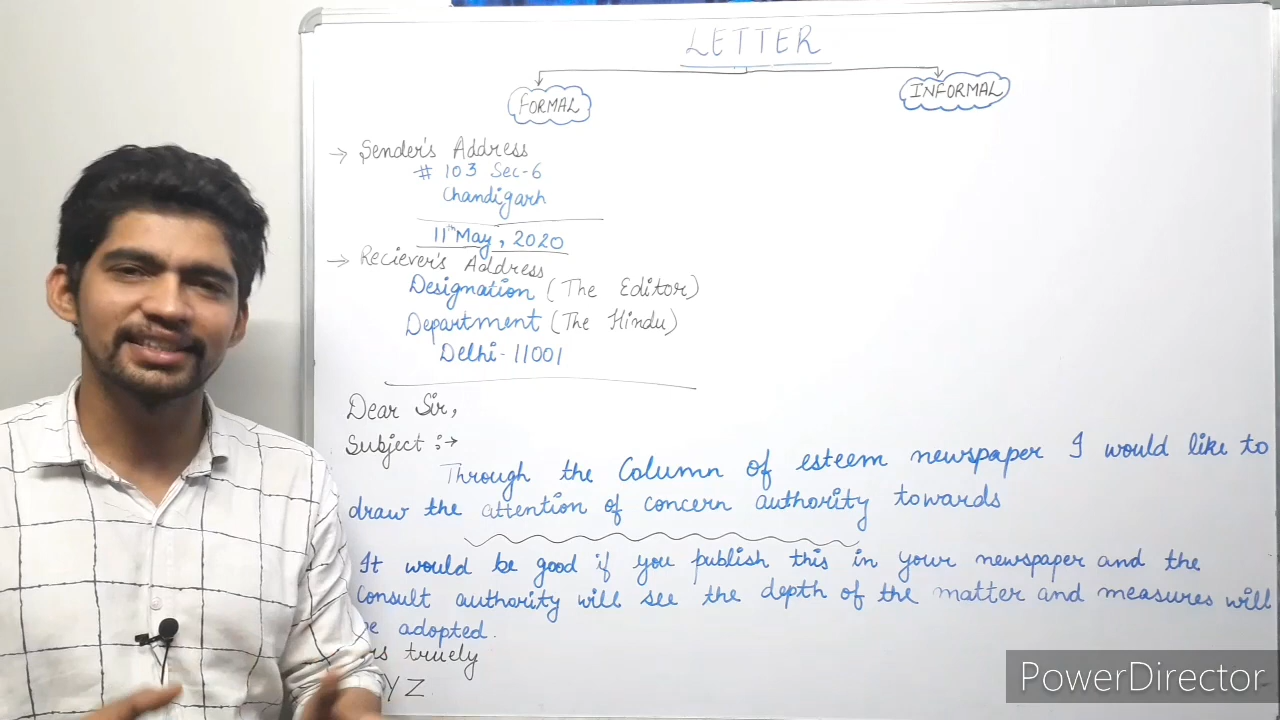 LETTER
FORMAL
INFORMAL
→ Sender's Address
# 103 Sec-6
Chandigarh
11th May, 2020
→ Reciever's Address
Designation (The Editor)
Department (The Hindu)
Delhi - 11001
Dear Sir,
Subject :→
Through the Column of esteem newspaper I would like to
draw the attention of concern authority towards
It would be good if you publish this in your newspaper and the
Consult authority will see the depth of the matter and measures will
adopted.
truely
YZ
PowerDirector